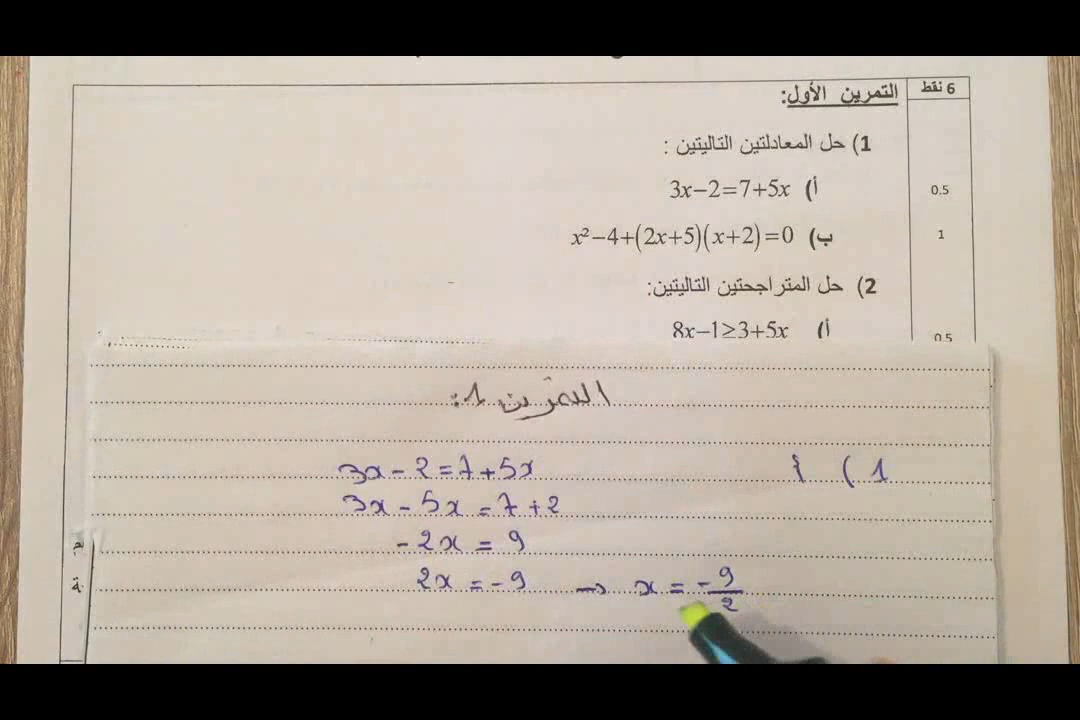 6 نقط
التمرين الأول:
1) حل المعادلتين التاليتين :
أ) 3x−2=7+5x
0.5
ب) x²−4+(2x+5)(x+2)=0
1
2) حل المتراجحتين التاليتين:
أ) 8x−1≥3+5x
0.5
التمرين 1:
1) أ 3x - 2 = 7 + 5x
3x - 5x = 7 + 2
-2x = 9
2x = -9 → x = -9/2